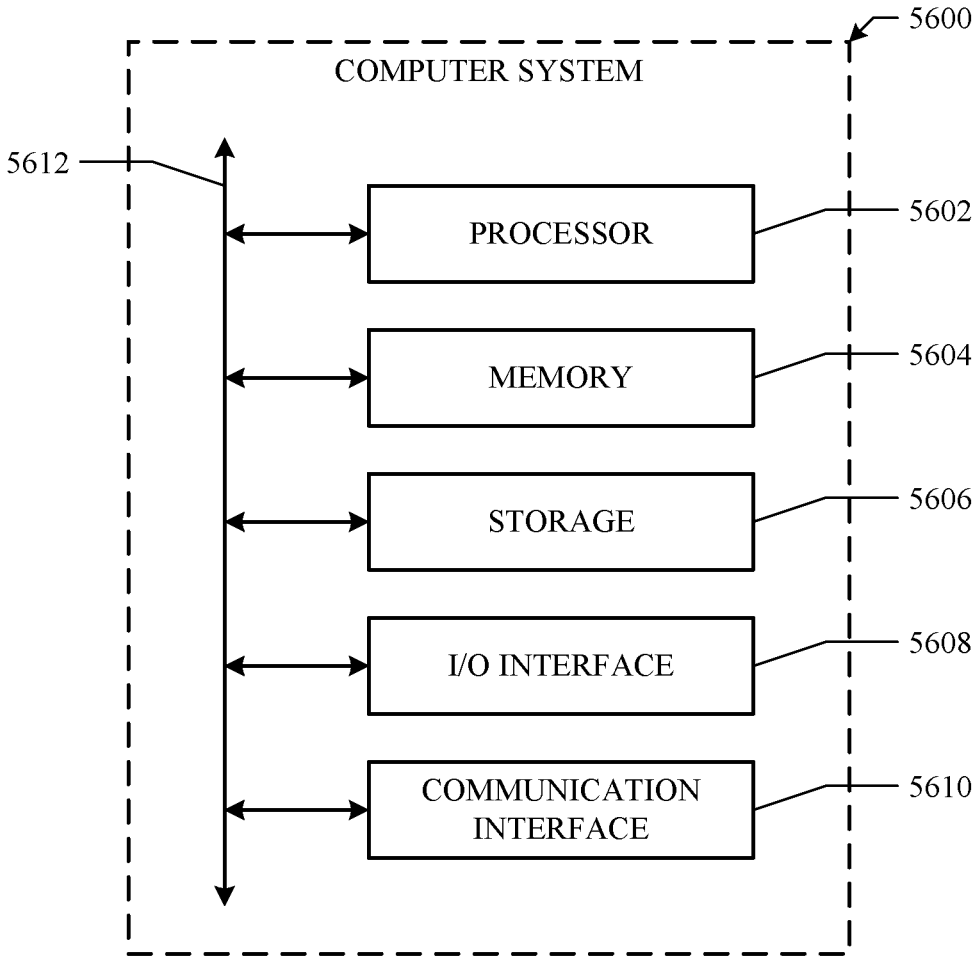 5600
COMPUTER SYSTEM
5612
5602
PROCESSOR
5604
MEMORY
5606
STORAGE
5608
I/O INTERFACE
5610
COMMUNICATION
INTERFACE